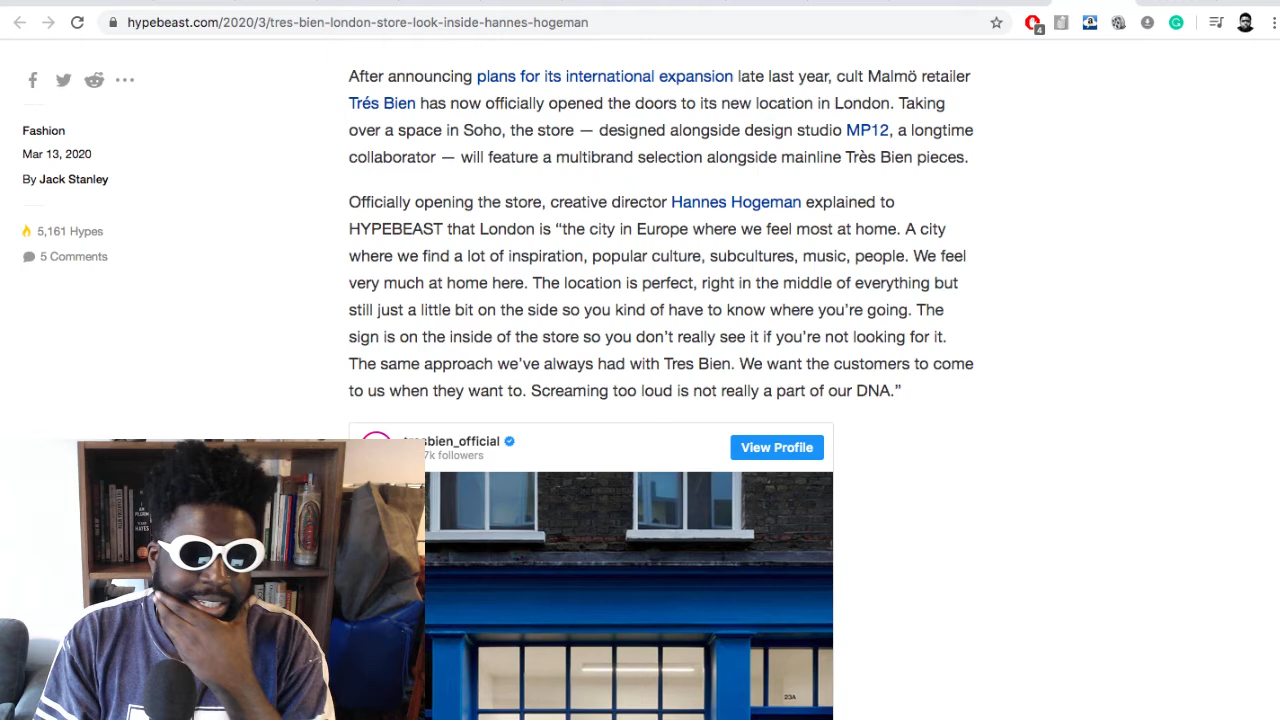 hypebeast.com/2020/3/tres-bien-london-store-look-inside-hannes-hogeman
4
After announcing plans for its international expansion late last year, cult Malmö retailer
Trés Bien has now officially opened the doors to its new location in London. Taking
over a space in Soho, the store — designed alongside design studio MP12, a longtime
collaborator — will feature a multibrand selection alongside mainline Très Bien pieces.
Fashion
Mar 13, 2020
By Jack Stanley
5,161 Hypes
5 Comments
Officially opening the store, creative director Hannes Hogeman explained to
HYPEBEAST that London is “the city in Europe where we feel most at home. A city
where we find a lot of inspiration, popular culture, subcultures, music, people. We feel
very much at home here. The location is perfect, right in the middle of everything but
still just a little bit on the side so you kind of have to know where you’re going. The
sign is on the inside of the store so you don’t really see it if you’re not looking for it.
The same approach we’ve always had with Tres Bien. We want the customers to come
to us when they want to. Screaming too loud is not really a part of our DNA.”
tresbien_official
7k followers
View Profile
I AM
PILGRIM
TERRY
HAYES
23A